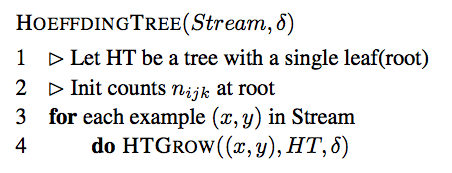 HOEFFDINGTREE(Stream, δ)
1 ▷ Let HT be a tree with a single leaf(root)
2 ▷ Init counts nijk at root
3 for each example (x, y) in Stream
4 do HTGROW((x, y), HT, δ)